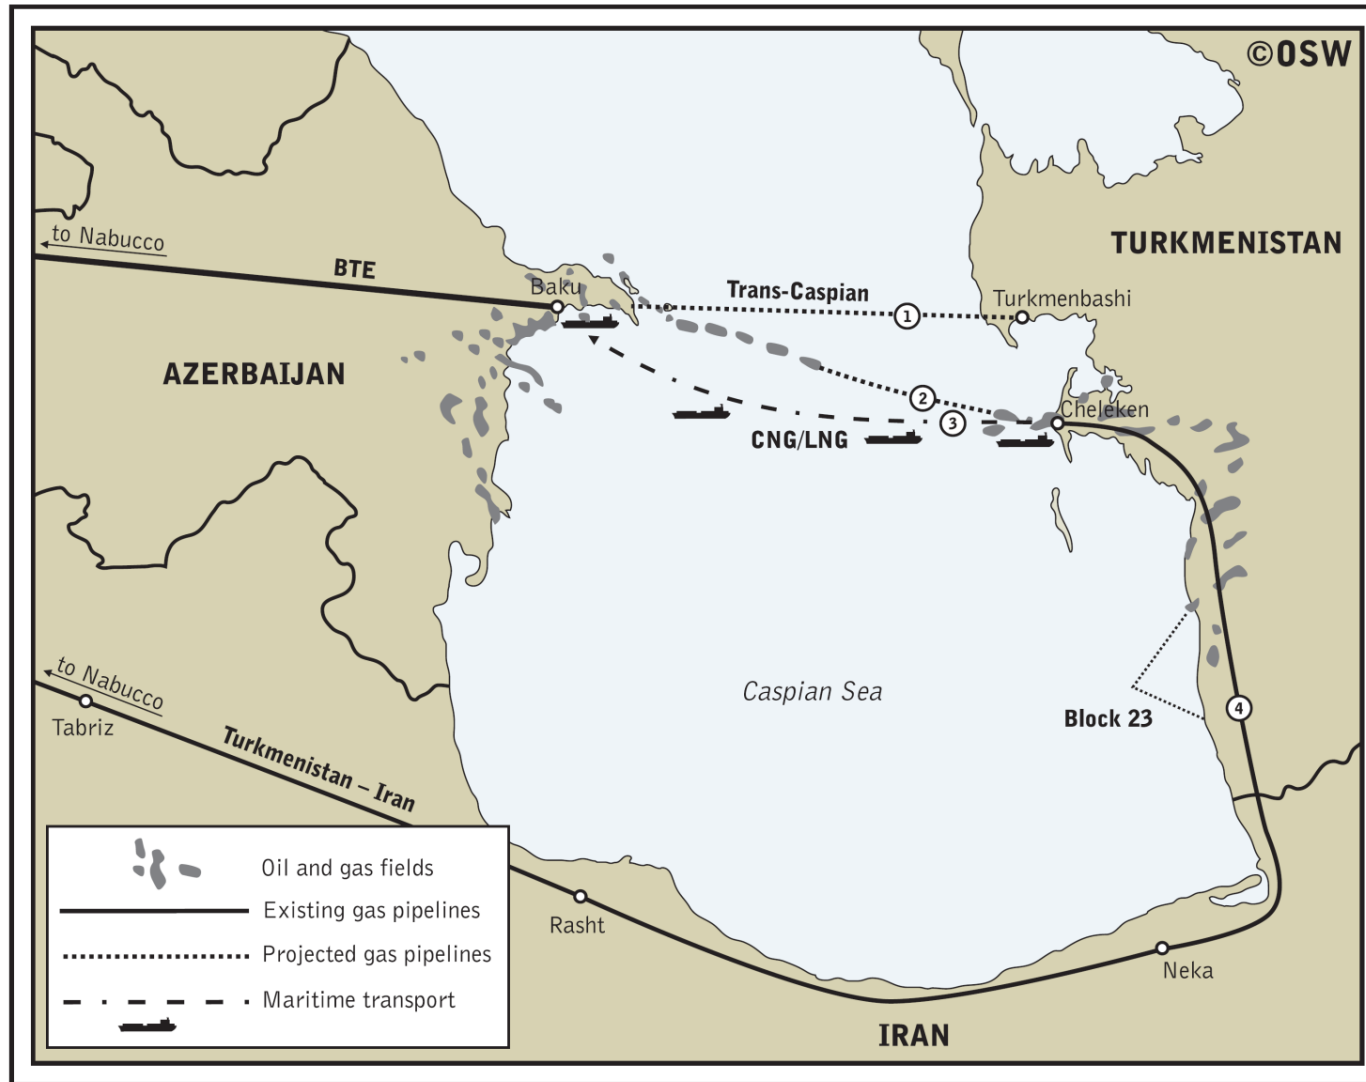 ©OSW
TURKMENISTAN
to Nabucco
BTE
Baku
Trans-Caspian
1
Turkmenbashi
AZERBAIJAN
2
3
Cheleken
CNG/LNG
Caspian Sea
Block 23
4
to Nabucco
Tabriz
Turkmenistan – Iran
Rasht
Neka
IRAN
Oil and gas fields
Existing gas pipelines
Projected gas pipelines
Maritime transport